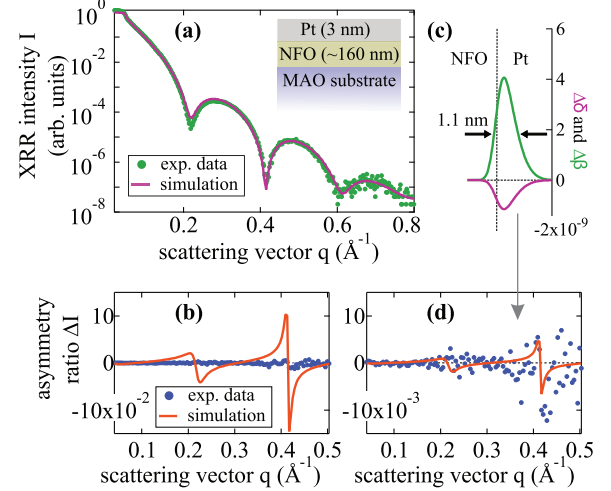 XRR intensity I
(arb. units)
10⁰
10⁻²
10⁻⁴
10⁻⁶
10⁻⁸
(a)
Pt (3 nm)
NFO (~160 nm)
MAO substrate
exp. data
simulation
0.2 0.4 0.6 0.8
scattering vector q (Å⁻¹)
(c)
NFO Pt
1.1 nm
6
4
2
0
-2x10⁻⁹
Δδ and Δβ
asymmetry
ratio ΔI
(b)
10
0
-10x10⁻²
exp. data
simulation
0.1 0.2 0.3 0.4 0.5
scattering vector q (Å⁻¹)
(d)
10
0
-10x10⁻³
0.1 0.2 0.3 0.4 0.5
scattering vector q (Å⁻¹)